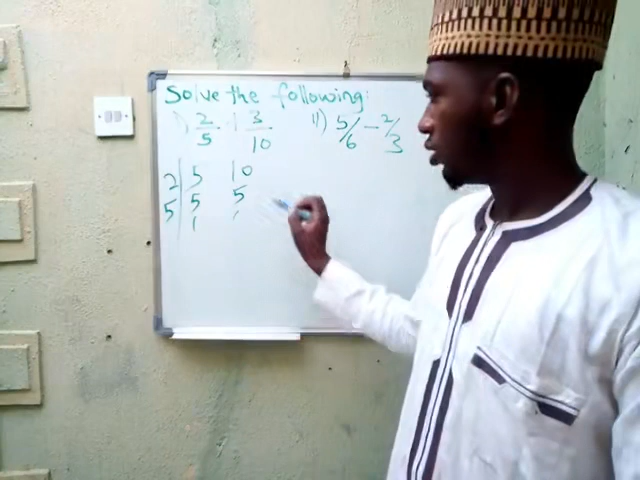 Solve the following:
i) 2/5 + 3/10 ii) 5/6 - 2/3
2 | 5 10
5 | 5 5
1 1